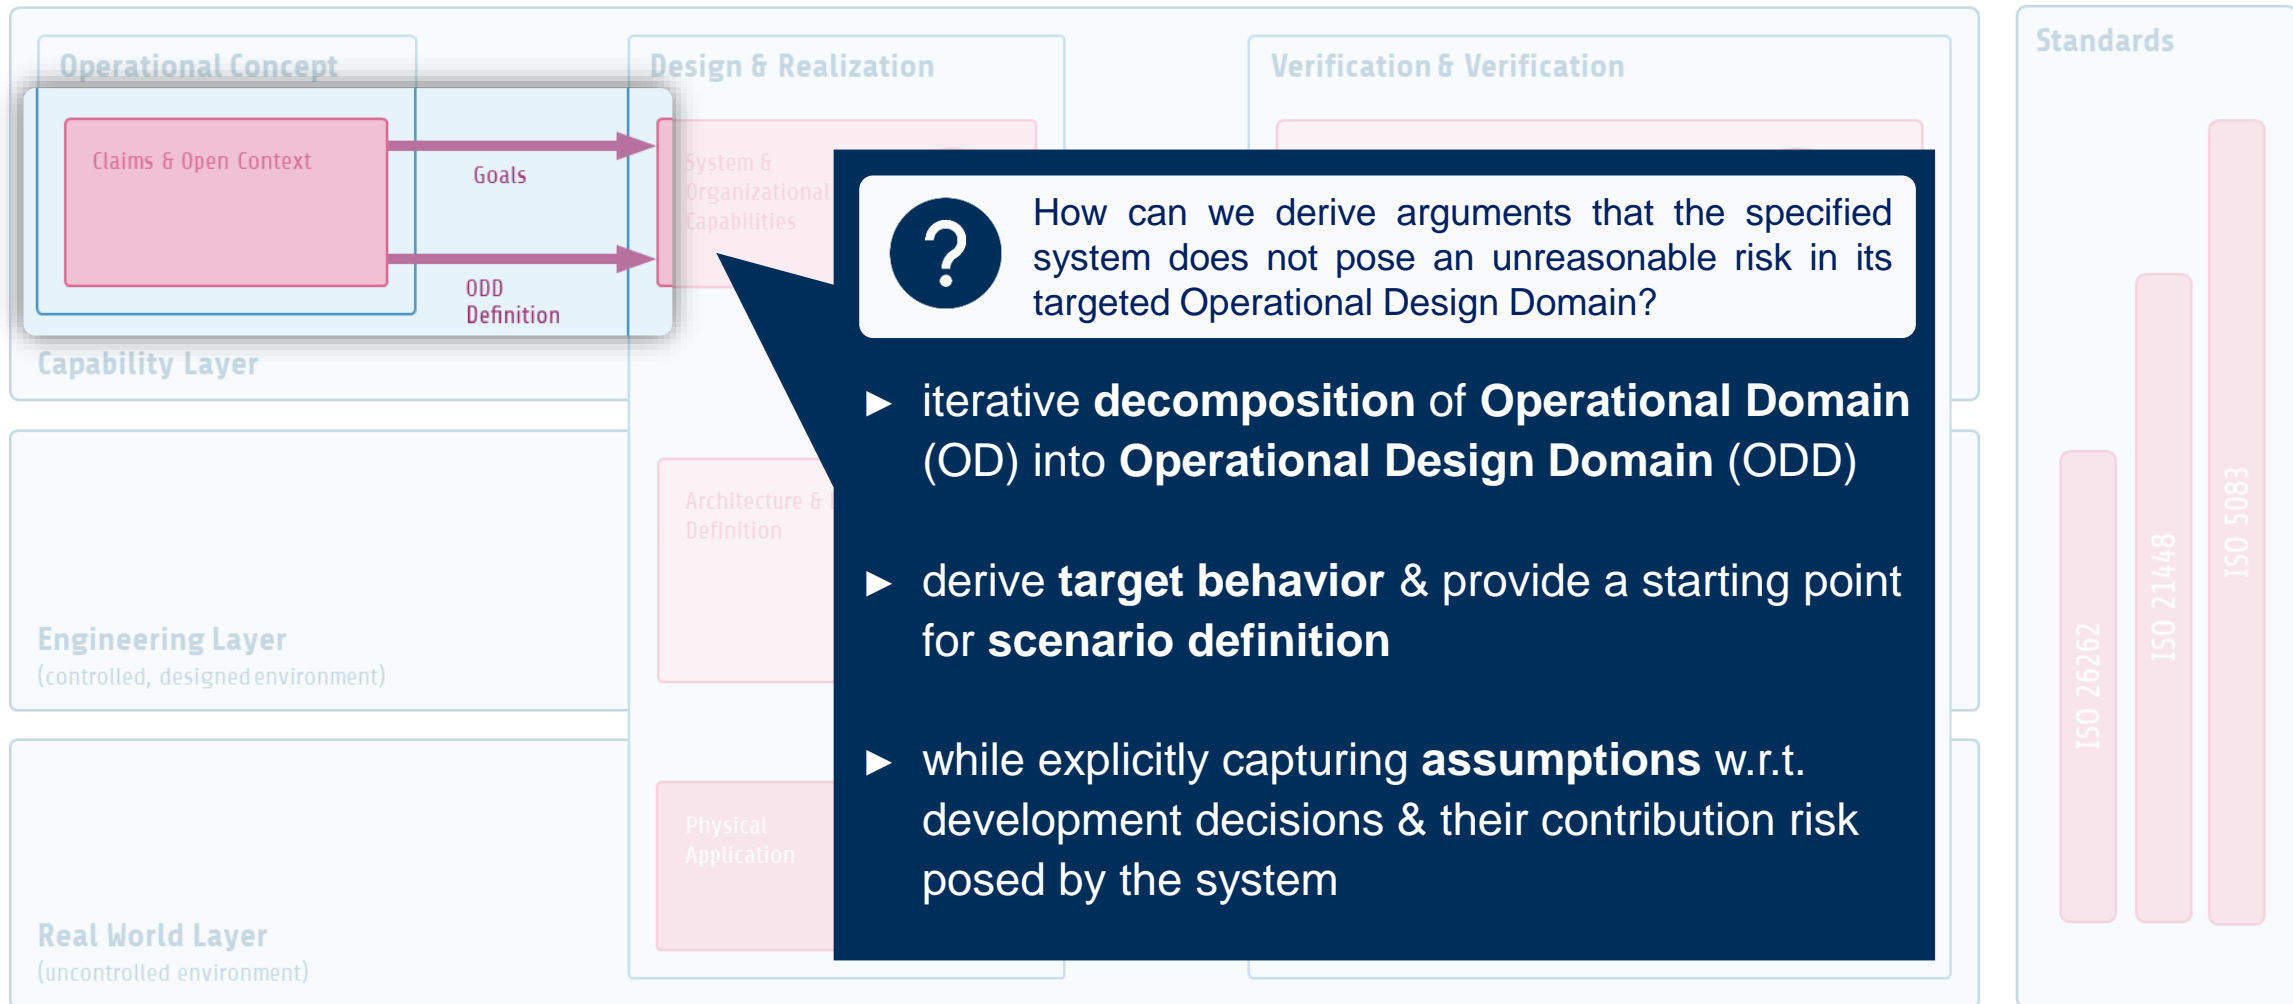 Operational Concept
Claims & Open Context
Goals
ODD
Definition
Capability Layer
Design & Realization
System &
Organizational
Capabilities
Architecture &
Definition
Physical
Application
Verification & Verification
Engineering Layer
(controlled, designed environment)
Real World Layer
(uncontrolled environment)
?
How can we derive arguments that the specified
system does not pose an unreasonable risk in its
targeted Operational Design Domain?
► iterative decomposition of Operational Domain
(OD) into Operational Design Domain (ODD)
► derive target behavior & provide a starting point
for scenario definition
► while explicitly capturing assumptions w.r.t.
development decisions & their contribution risk
posed by the system
Standards
ISO 26262
ISO 21448
ISO 5083